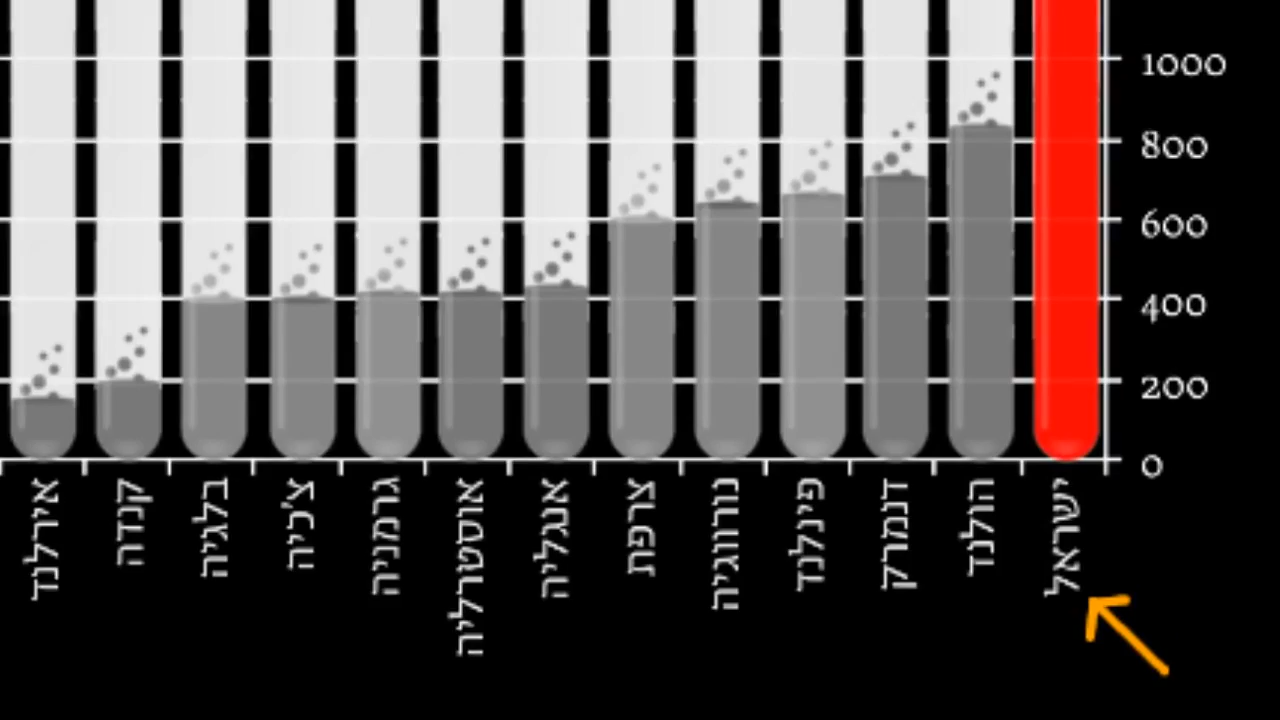 1000
800
600
400
200
0
אירלנד
קנדה
בלגיה
צ'כיה
גרמניה
אוסטרליה
אנגליה
צרפת
נורווגיה
פינלנד
דנמרק
הולנד
ישראל